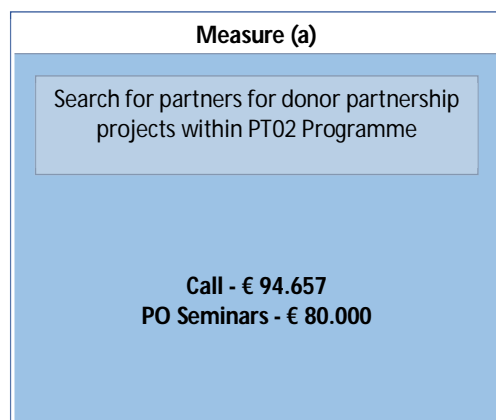 Measure (a)
Search for partners for donor partnership
projects within PT02 Programme
Call - € 94.657
PO Seminars - € 80.000